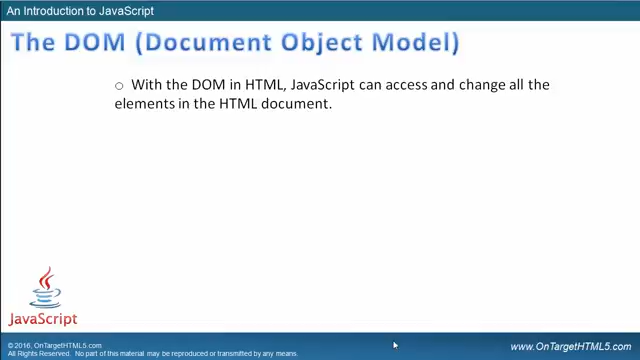 An Introduction to JavaScript
The DOM (Document Object Model)
○ With the DOM in HTML, JavaScript can access and change all the
elements in the HTML document.
JavaScript
© 2016, OnTargetHTML5.com
All Rights Reserved. No part of this material may be reproduced or transmitted by any means.
www.OnTargetHTML5.com